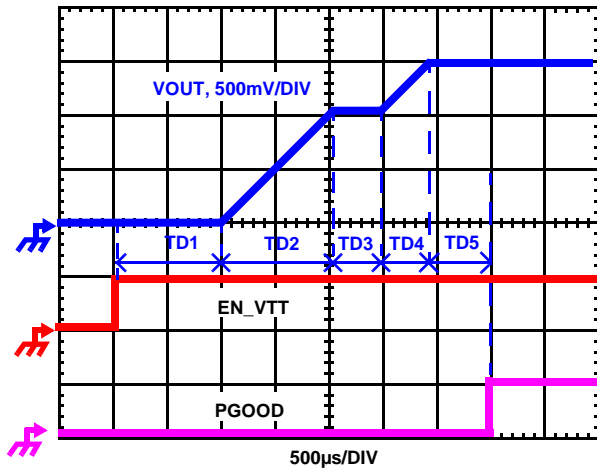 VOUT, 500mV/DIV
TD1 TD2 TD3 TD4 TD5
EN_VTT
PGOOD
500µs/DIV